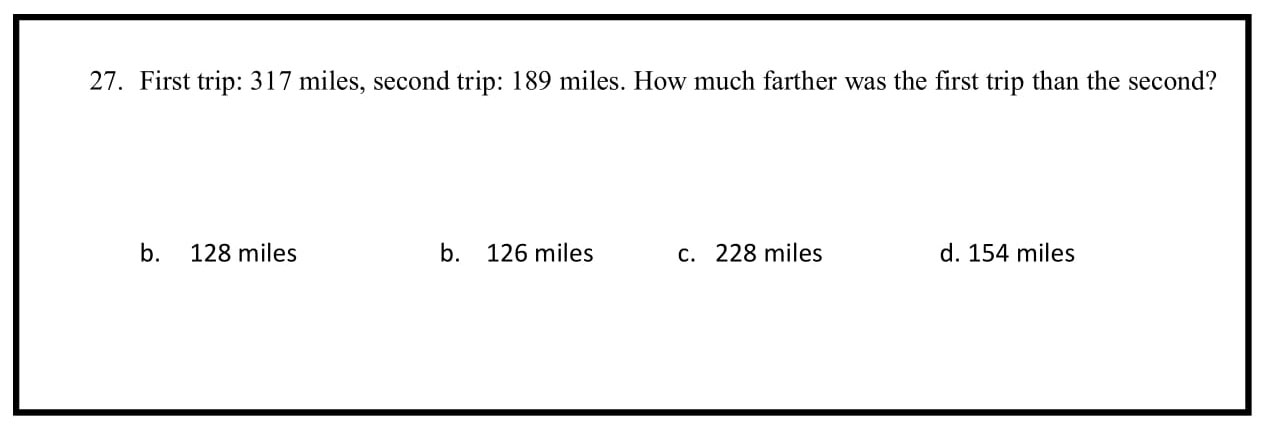 27. First trip: 317 miles, second trip: 189 miles. How much farther was the first trip than the second?
b. 128 miles b. 126 miles c. 228 miles d. 154 miles